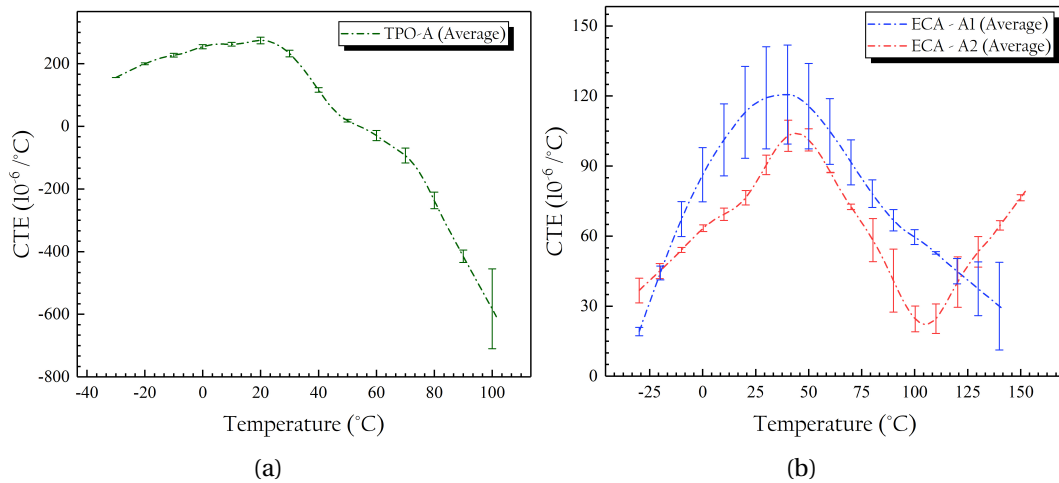 TPO-A (Average)
200
0
-200
-400
-600
-800
CTE (10⁻⁶ /°C)
-40 -20 0 20 40 60 80 100
Temperature (°C)
(a)
b)
ECA - A1 (Average)
ECA - A2 (Average)
150
120
90
60
30
0
CTE (10⁻⁶ /°C)
-25 0 25 50 75 100 125 150
Temperature (°C)
(b)